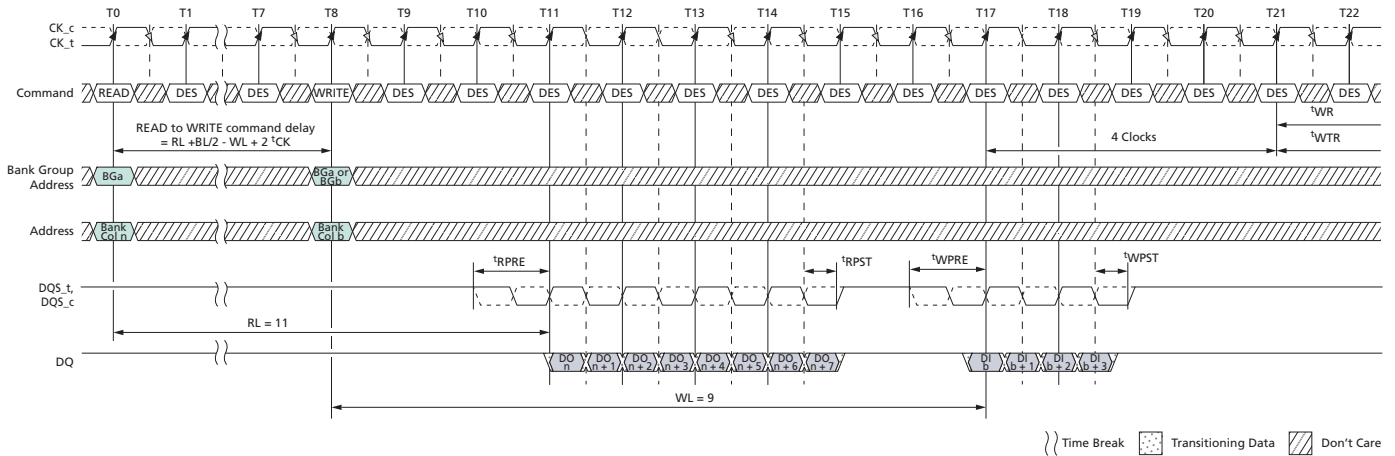 T0 T1 T7 T8 T9 T10 T11 T12 T13 T14 T15 T16 T17 T18 T19 T20 T21 T22
CK_c
CK_t
Command READ DES DES WRITE DES DES DES DES DES DES DES DES DES DES DES DES DES DES
tWR
READ to WRITE command delay
= RL +BL/2 - WL + 2 tCK
4 Clocks
tWTR
Bank Group
Address
BGa
BGa or
BGb
Address
Bank
Col n
Bank
Col b
tRPRE tRPST tWPRE tWPST
DQS_t,
DQS_c
RL = 11
DQ
DO
n
DO
n + 1
DO
n + 2
DO
n + 3
DO
n + 4
DO
n + 5
DO
n + 6
DO
n + 7
DI
b
DI
b + 1
DI
b + 2
DI
b + 3
WL = 9
Time Break Transitioning Data Don't Care